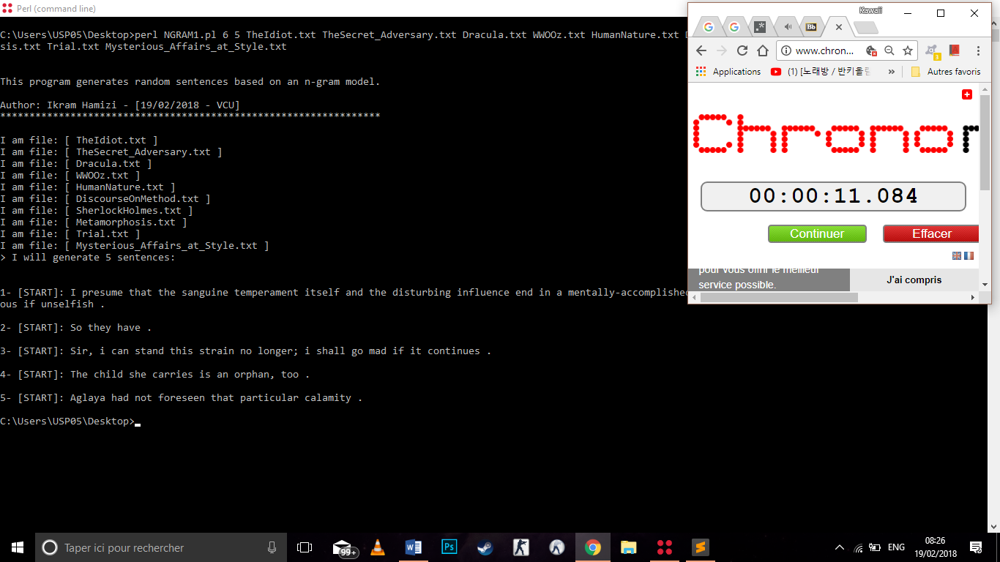 Perl (command line)
C:\Users\USP05\Desktop>perl NGRAM1.pl 6 5 TheIdiot.txt TheSecret_Adversary.txt Dracula.txt WWOOz.txt HumanNature.txt
sis.txt Trial.txt Mysterious_Affairs_at_Style.txt
This program generates random sentences based on an n-gram model.
Author: Ikram Hamizi - [19/02/2018 - VCU]
*****************************************************************
I am file: [ TheIdiot.txt ]
I am file: [ TheSecret_Adversary.txt ]
I am file: [ Dracula.txt ]
I am file: [ WWOOz.txt ]
I am file: [ HumanNature.txt ]
I am file: [ DiscourseOnMethod.txt ]
I am file: [ SherlockHolmes.txt ]
I am file: [ Metamorphosis.txt ]
I am file: [ Trial.txt ]
I am file: [ Mysterious_Affairs_at_Style.txt ]
> I will generate 5 sentences:
1- [START]: I presume that the sanguine temperament itself and the disturbing influence end in a mentally-accomplished
ous if unselfish .
2- [START]: So they have .
3- [START]: Sir, i can stand this strain no longer; i shall go mad if it continues .
4- [START]: The child she carries is an orphan, too .
5- [START]: Aglaya had not foreseen that particular calamity .
C:\Users\USP05\Desktop>
Kawaii
Bb
www.chron...
3
Applications
(1) [노래방 / 반키올림
»
Autres favoris
Chrono
00:00:11.084
Continuer
Effacer
pour vous offrir le meilleur
service possible.
J'ai compris
Taper ici pour rechercher
99+
Ps
ENG
08:26
19/02/2018